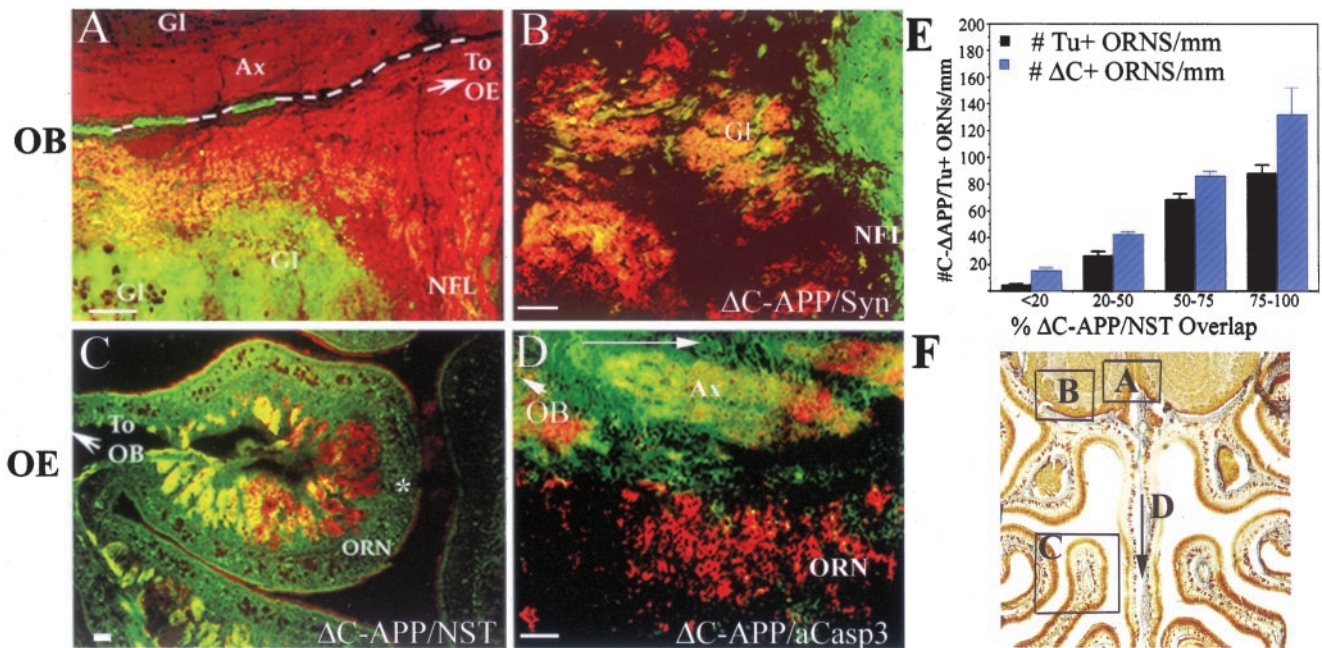 OB
OE
A
Gl
Ax
To
OE
Gl
Gl
NFL
B
Gl
NFL
ΔC-APP/Syn
C
To
OB
*
ORN
ΔC-APP/NST
D
OB
Ax
ORN
ΔC-APP/aCasp3
E
# Tu+ ORNS/mm
# ΔC+ ORNS/mm
#C-ΔAPP/Tu+ ORNs/mm
200
180
160
140
120
100
80
60
40
20
<20 20-50 50-75 75-100
% ΔC-APP/NST Overlap
F
B A
D
C